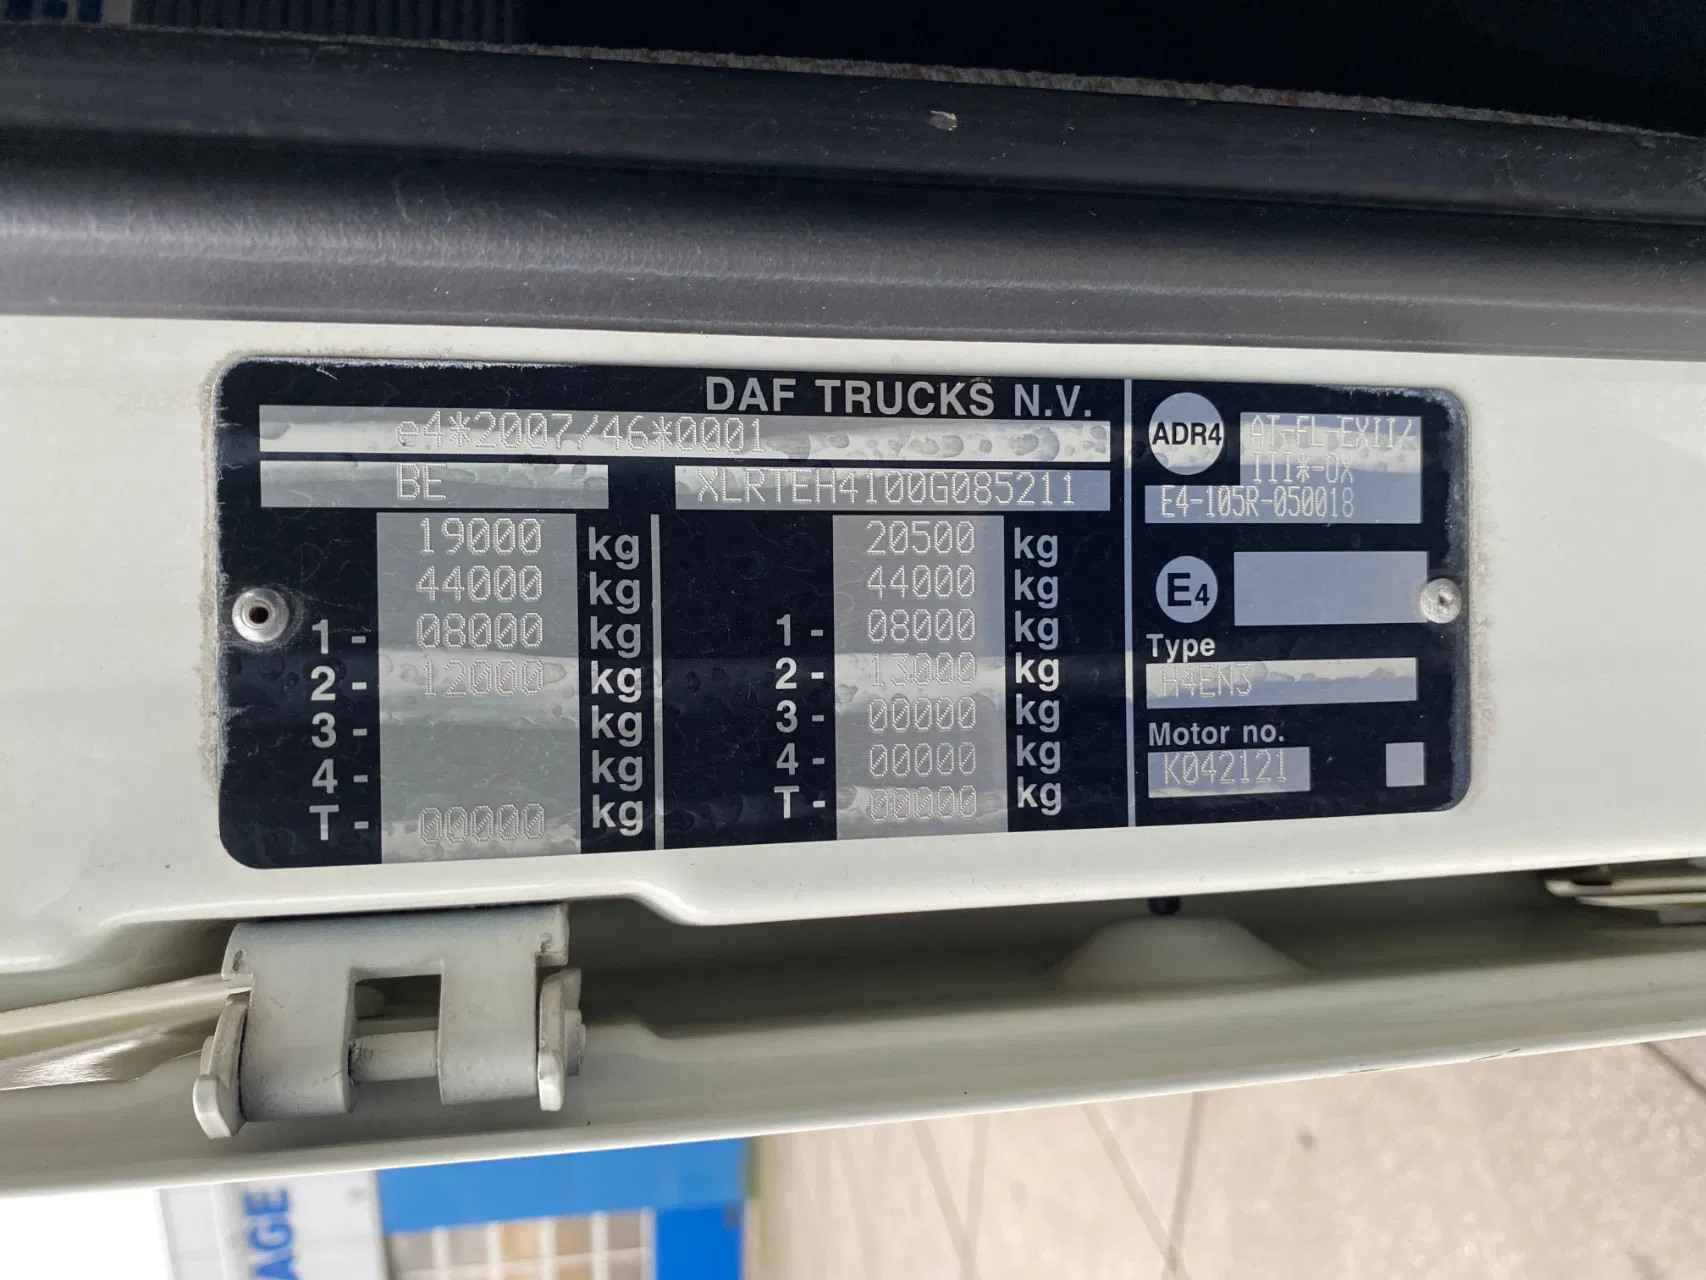 DAF TRUCKS N.V.
e4*2007/46*0001
BE XLRTEH4100G085211
19000 kg
44000 kg
1- 08000 kg
2- 12000 kg
3- kg
4- kg
T- 00000 kg
20500 kg
44000 kg
1- 08000 kg
2- 13000 kg
3- 00000 kg
4- 00000 kg
T- 00000 kg
ADR4 AT-FL-EXII/
III*-OX
E4-105R-050018
E4
Type
H4EN3
Motor no.
K042121
AGE